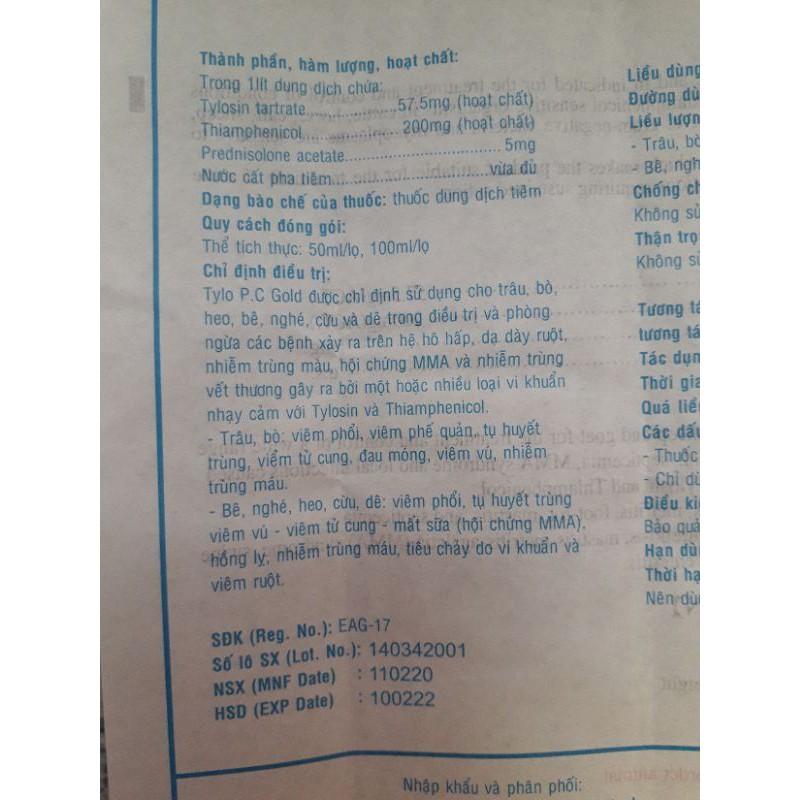 Thành phần, hàm lượng, hoạt chất:
Trong 1lít dung dịch chứa:
Tylosin tartrate..................57,5mg (hoạt chất)
Thiamphenicol....................200mg (hoạt chất)
Prednisolone acetate..............................5mg
Nước cất pha tiêm..............................vừa đủ
Dạng bào chế của thuốc: thuốc dùng dịch tiêm
Quy cách đóng gói:
Thể tích thực: 50ml/lọ, 100ml/lọ
Chỉ định điều trị:
Tylo P.C Gold được chỉ định sử dụng cho trâu, bò,
heo, bê, nghé, cừu và dê trong điều trị và phòng
ngừa các bệnh xảy ra trên hệ hô hấp, dạ dày ruột,
nhiễm trùng màu, hội chứng MMA và nhiễm trùng
vết thương gây ra bởi một hoặc nhiều loại vi khuẩn
nhạy cảm với Tylosin và Thiamphenicol.
- Trâu, bò: viêm phổi, viêm phế quản, tụ huyết
trùng, viểm tử cung, đau móng, viêm vú, nhiễm
trùng máu.
- Bê, nghé, heo, cừu, dê: viêm phổi, tụ huyết trùng
viêm vú - viêm tử cung - mất sữa (hội chứng MMA),
hồng lỵ, nhiễm trùng máu, tiêu chảy do vi khuẩn và
viêm ruột.
SĐK (Reg. No.): EAG-17
Số lô SX (Lot. No.): 140342001
NSX (MNF Date) : 110220
HSD (EXP Date) : 100222
Liều dùng
Đường dù
Liều lượn
- Trâu, bò
- Bê, ngh
Chống ch
Không sử
Thận trọ
Không sử
Tương tá
tương tá
Tác dụn
Thời gia
Quá liề
Các dấu
- Thuốc
- Chỉ dù
Điều ki
Bảo quả
Hạn dù
Thời hạ
Nên dù
Nhập khẩu và phân phối: